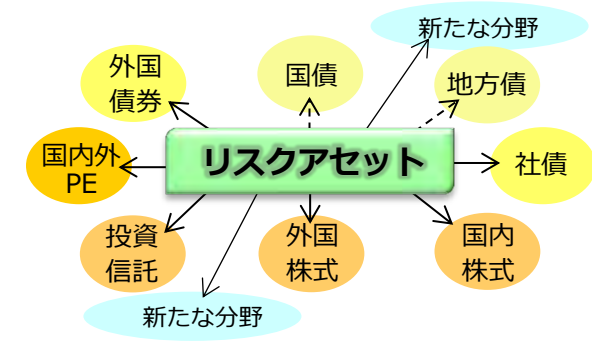 新たな分野
外国
債券
国債
地方債
国内外
PE
リスクアセット
社債
投資
信託
外国
株式
国内
株式
新たな分野